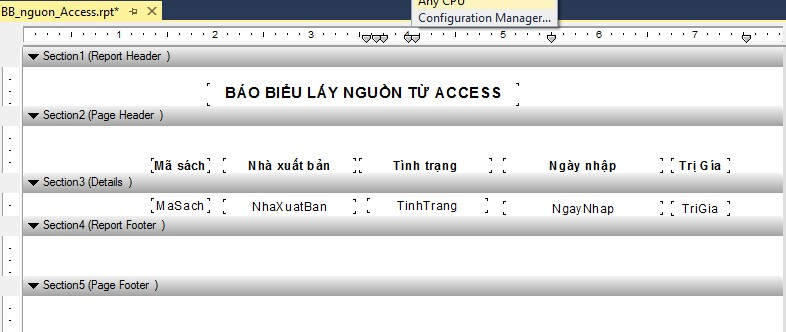 BB_nguon_Access.rpt*
Any CPU
Configuration Manager...
1 2 3 4 5 6 7
Section1 (Report Header )
BÁO BIỂU LẤY NGUỒN TỪ ACCESS
Section2 (Page Header )
Mã sách Nhà xuất bản Tình trạng Ngày nhập Trị Gía
Section3 (Details )
MaSach NhaXuatBan TinhTrang NgayNhap TriGia
Section4 (Report Footer )
Section5 (Page Footer )